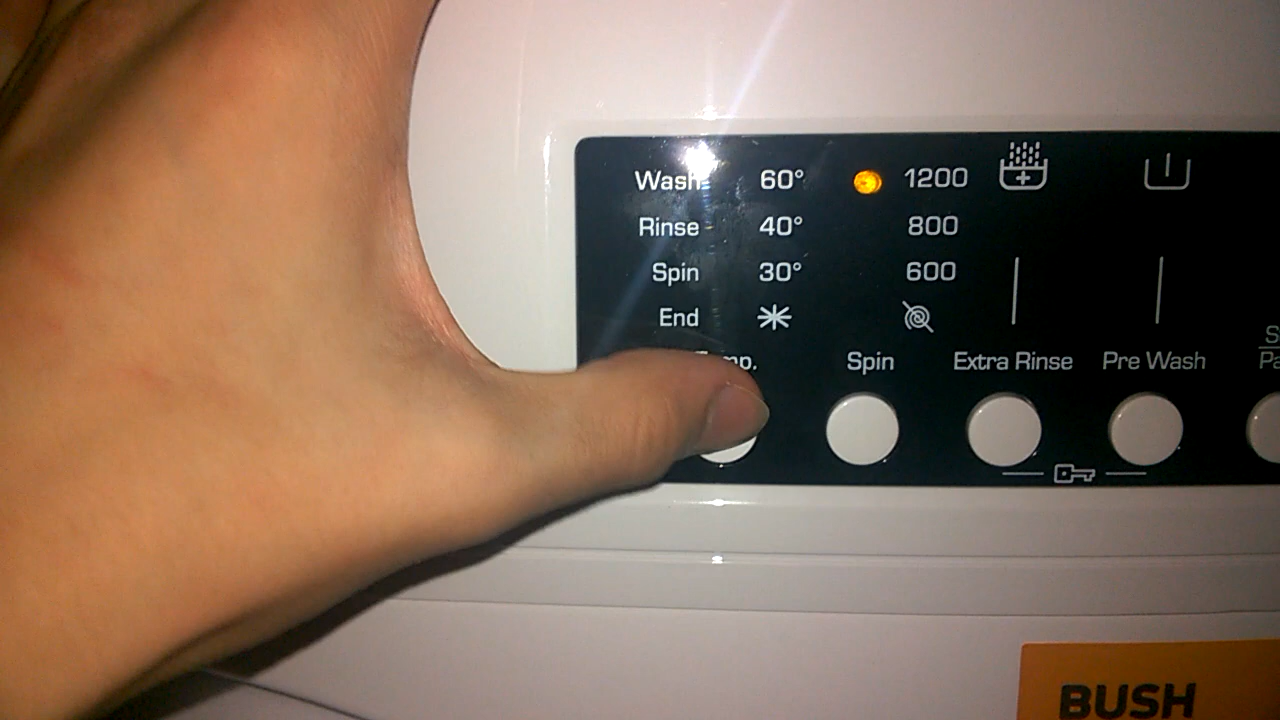 Wash 60° 1200
Rinse 40° 800
Spin 30° 600
End
Spin Extra Rinse Pre Wash
BUSH